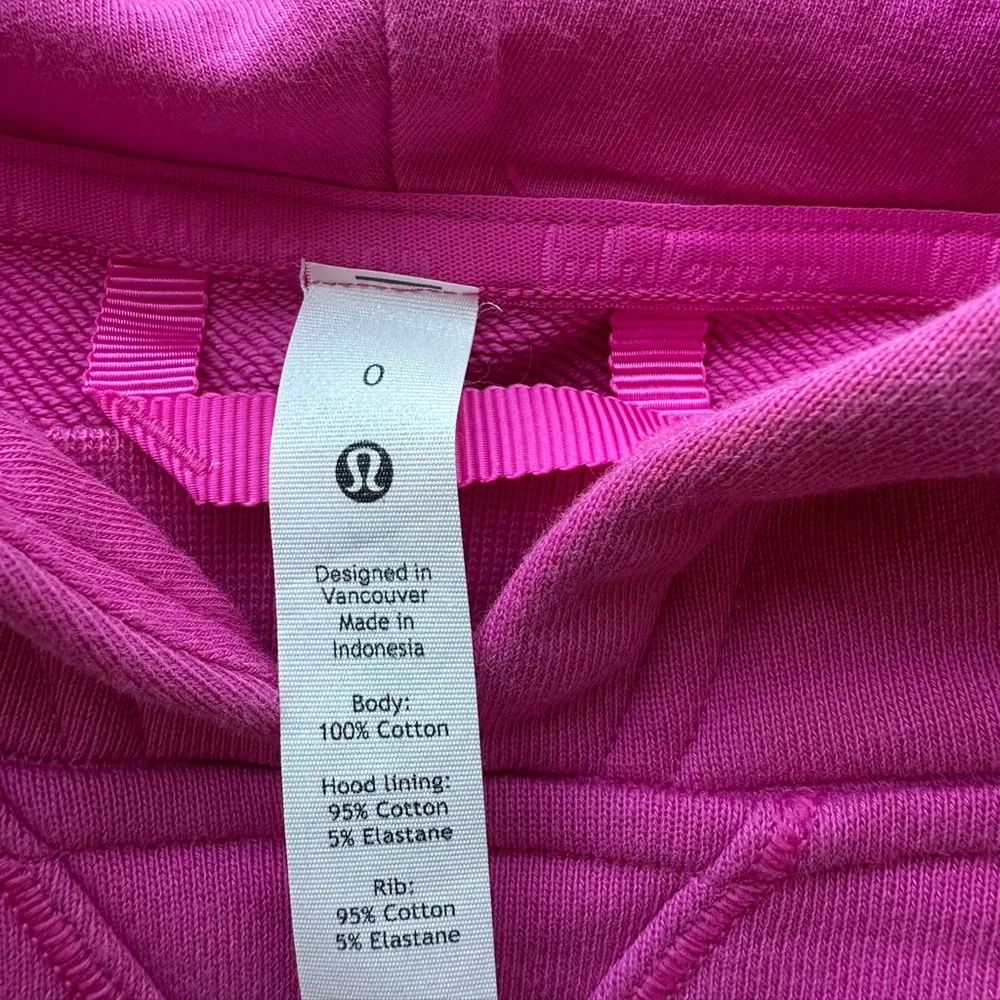 0
Designed in
Vancouver
Made in
Indonesia
Body:
100% Cotton
Hood lining:
95% Cotton
5% Elastane
Rib:
95% Cotton
5% Elastane